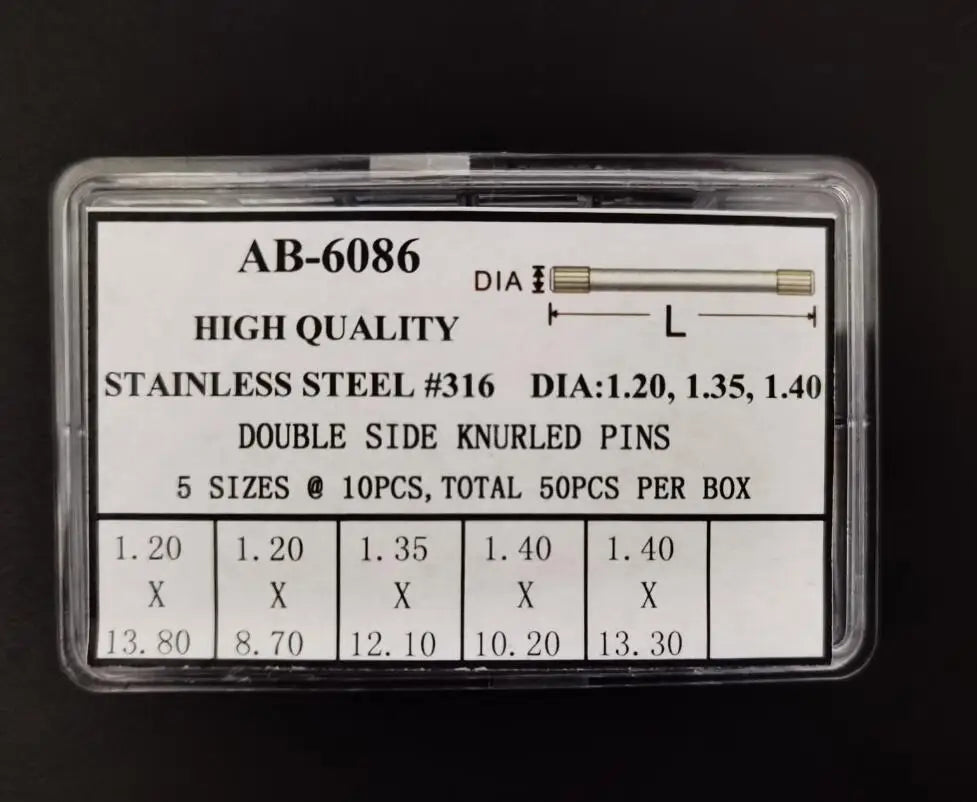 AB-6086
DIA
L
HIGH QUALITY
STAINLESS STEEL #316 DIA:1.20, 1.35, 1.40
DOUBLE SIDE KNURLED PINS
5 SIZES @ 10PCS, TOTAL 50PCS PER BOX
1.20 1.20 1.35 1.40 1.40
X X X X X
13.80 8.70 12.10 10.20 13.30